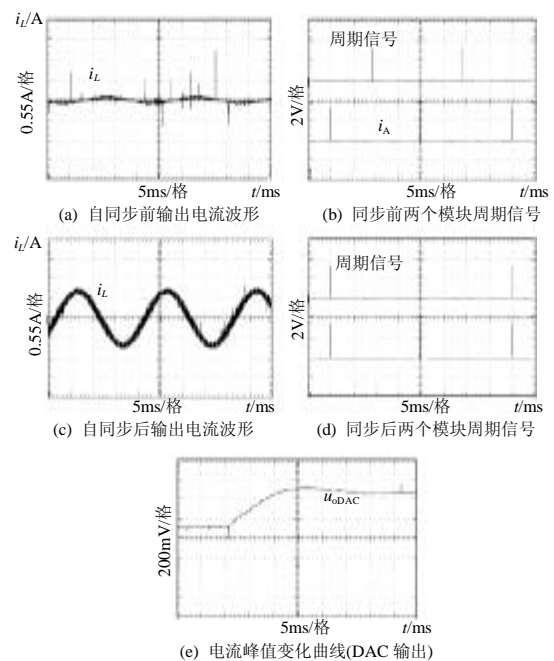 i_L/A
0.55A/格
i_L
5ms/格
t/ms
(a) 自同步前输出电流波形
周期信号
2V/格
i_A
5ms/格
t/ms
(b) 同步前两个模块周期信号
i_L/A
0.55A/格
i_L
5ms/格
t/ms
(c) 自同步后输出电流波形
周期信号
2V/格
5ms/格
t/ms
(d) 同步后两个模块周期信号
200mV/格
u_oDAC
5ms/格
t/ms
(e) 电流峰值变化曲线(DAC 输出)